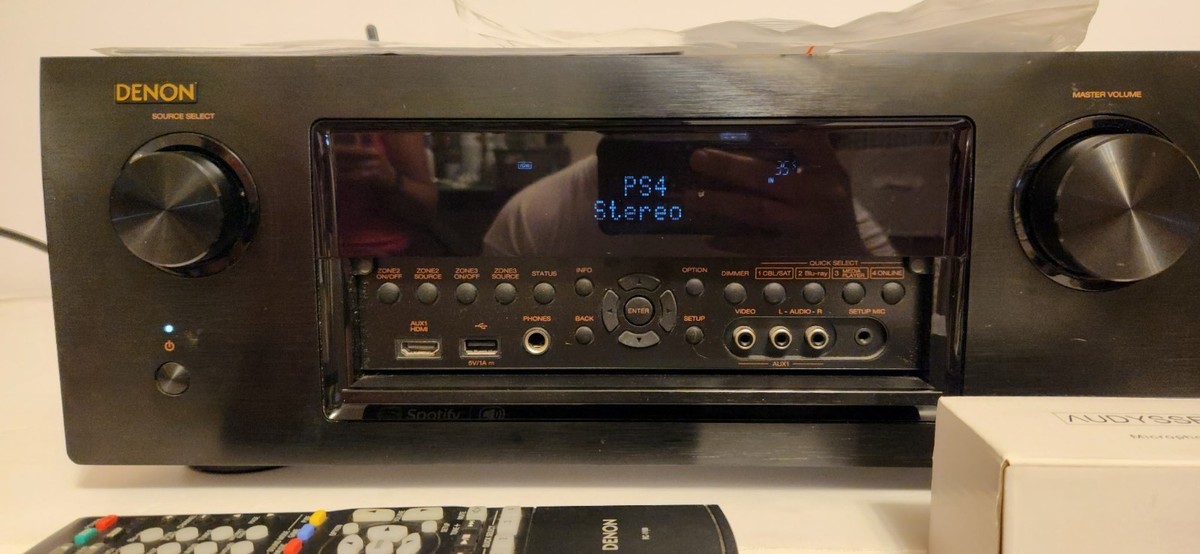 DENON
SOURCE SELECT
MASTER VOLUME
PS4
Stereo
QUICK SELECT
ZONE2 ON/OFF
ZONE2 SOURCE
ZONE3 ON/OFF
ZONE3 SOURCE
STATUS
INFO
OPTION
DIMMER
1 CBL/SAT
2 Blu-ray
3 MEDIA PLAYER
4 ONLINE
ENTER
AUX1 HDMI
5V/1A
PHONES
BACK
SETUP
VIDEO
L - AUDIO - R
SETUP MIC
AUX1
Spotify
DENON